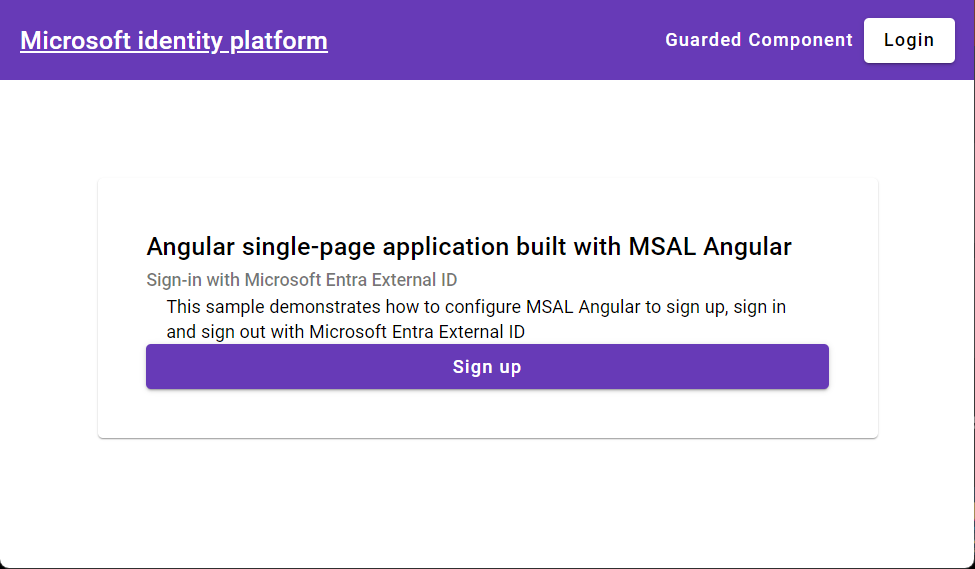 Microsoft identity platform
Guarded Component
Login
Angular single-page application built with MSAL Angular
Sign-in with Microsoft Entra External ID
This sample demonstrates how to configure MSAL Angular to sign up, sign in
and sign out with Microsoft Entra External ID
Sign up